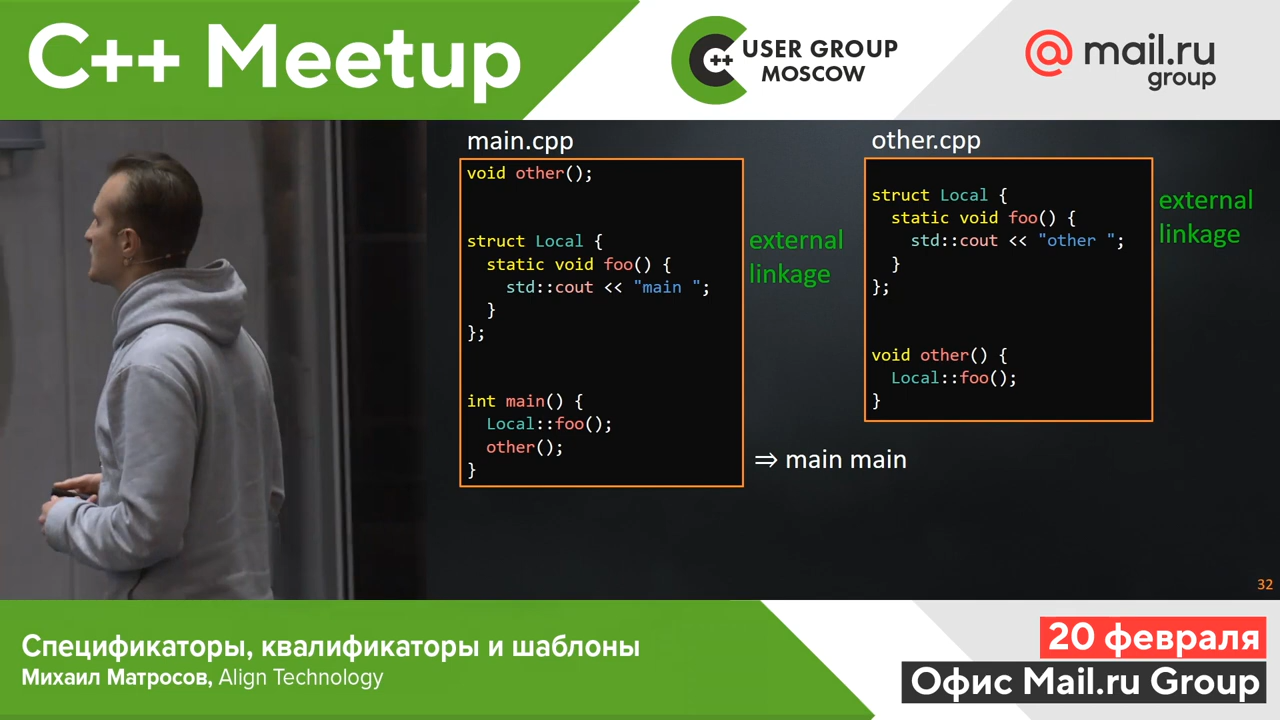 C++ Meetup
++ USER GROUP
MOSCOW
@ mail.ru
group
main.cpp
void other();
struct Local {
  static void foo() {
    std::cout << "main ";
  }
};
int main() {
  Local::foo();
  other();
}
external
linkage
⇒ main main
other.cpp
struct Local {
  static void foo() {
    std::cout << "other ";
  }
};
void other() {
  Local::foo();
}
external
linkage
32
Спецификаторы, квалификаторы и шаблоны
Михаил Матросов, Align Technology
20 февраля
Офис Mail.ru Group